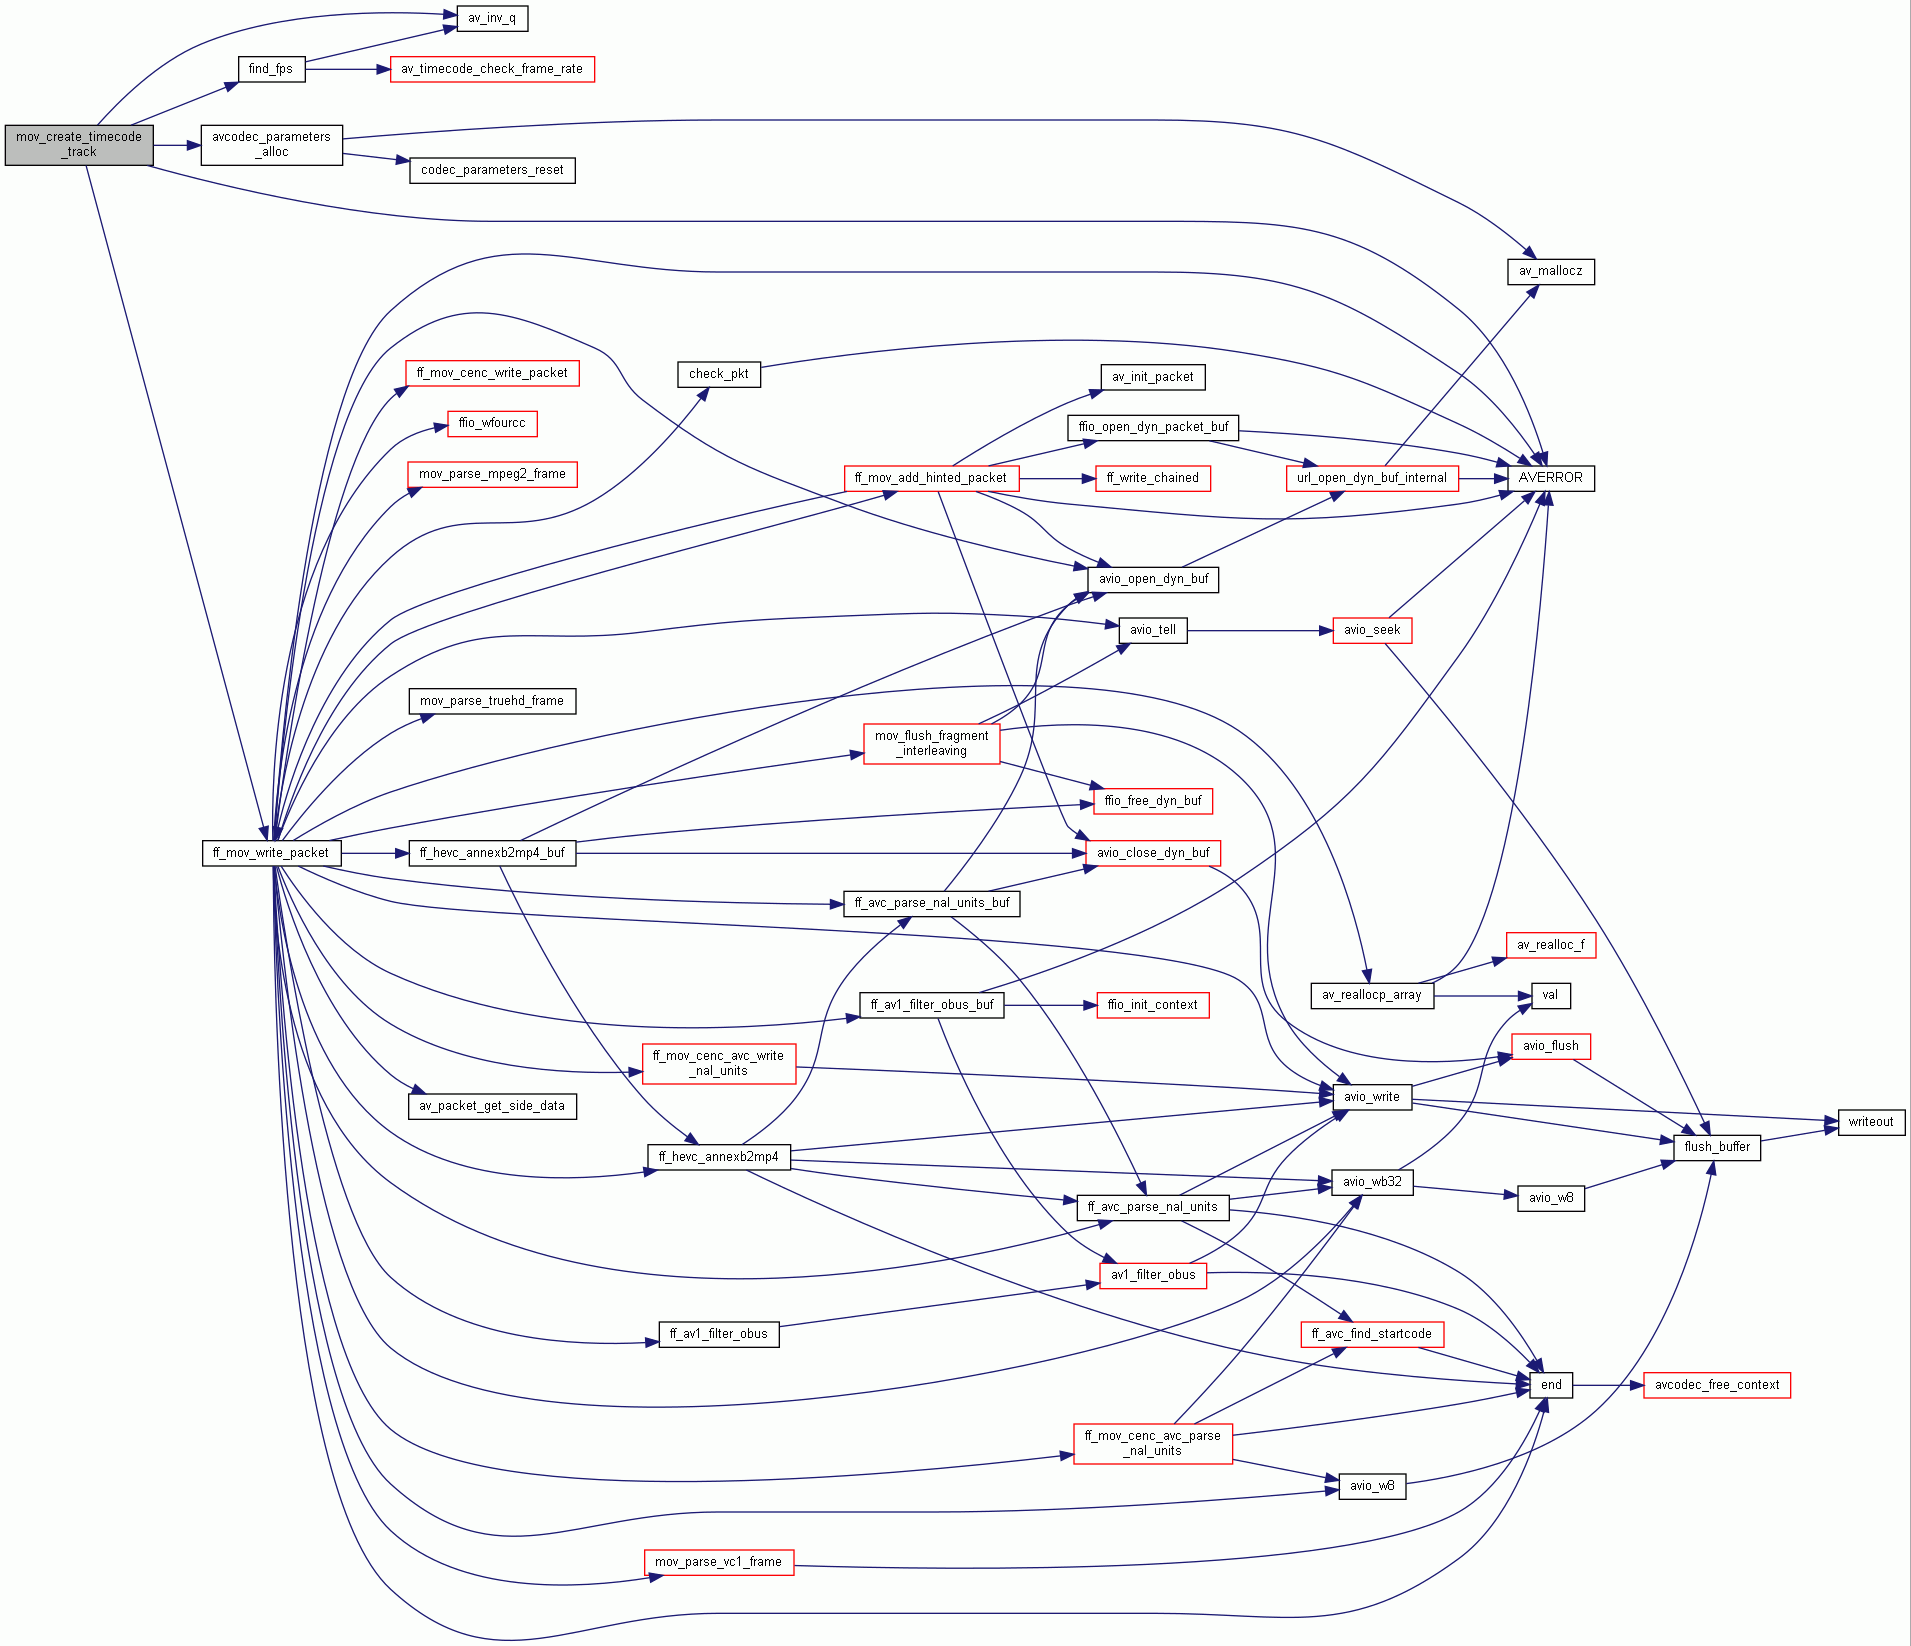 av_inv_q
find_fps
av_timecode_check_frame_rate
mov_create_timecode
_track
avcodec_parameters
_alloc
codec_parameters_reset
av_mallocz
ff_mov_cenc_write_packet
check_pkt
av_init_packet
ffio_wfourcc
ffio_open_dyn_packet_buf
mov_parse_mpeg2_frame
ff_mov_add_hinted_packet
ff_write_chained
url_open_dyn_buf_internal
AVERROR
avio_open_dyn_buf
avio_tell
avio_seek
mov_parse_truehd_frame
mov_flush_fragment
_interleaving
ffio_free_dyn_buf
ff_mov_write_packet
ff_hevc_annexb2mp4_buf
avio_close_dyn_buf
ff_avc_parse_nal_units_buf
av_realloc_f
av_reallocp_array
val
ff_av1_filter_obus_buf
ffio_init_context
avio_flush
ff_mov_cenc_avc_write
_nal_units
av_packet_get_side_data
avio_write
writeout
flush_buffer
ff_hevc_annexb2mp4
avio_wb32
avio_w8
ff_avc_parse_nal_units
av1_filter_obus
ff_av1_filter_obus
ff_avc_find_startcode
end
avcodec_free_context
ff_mov_cenc_avc_parse
_nal_units
avio_w8
mov_parse_vc1_frame